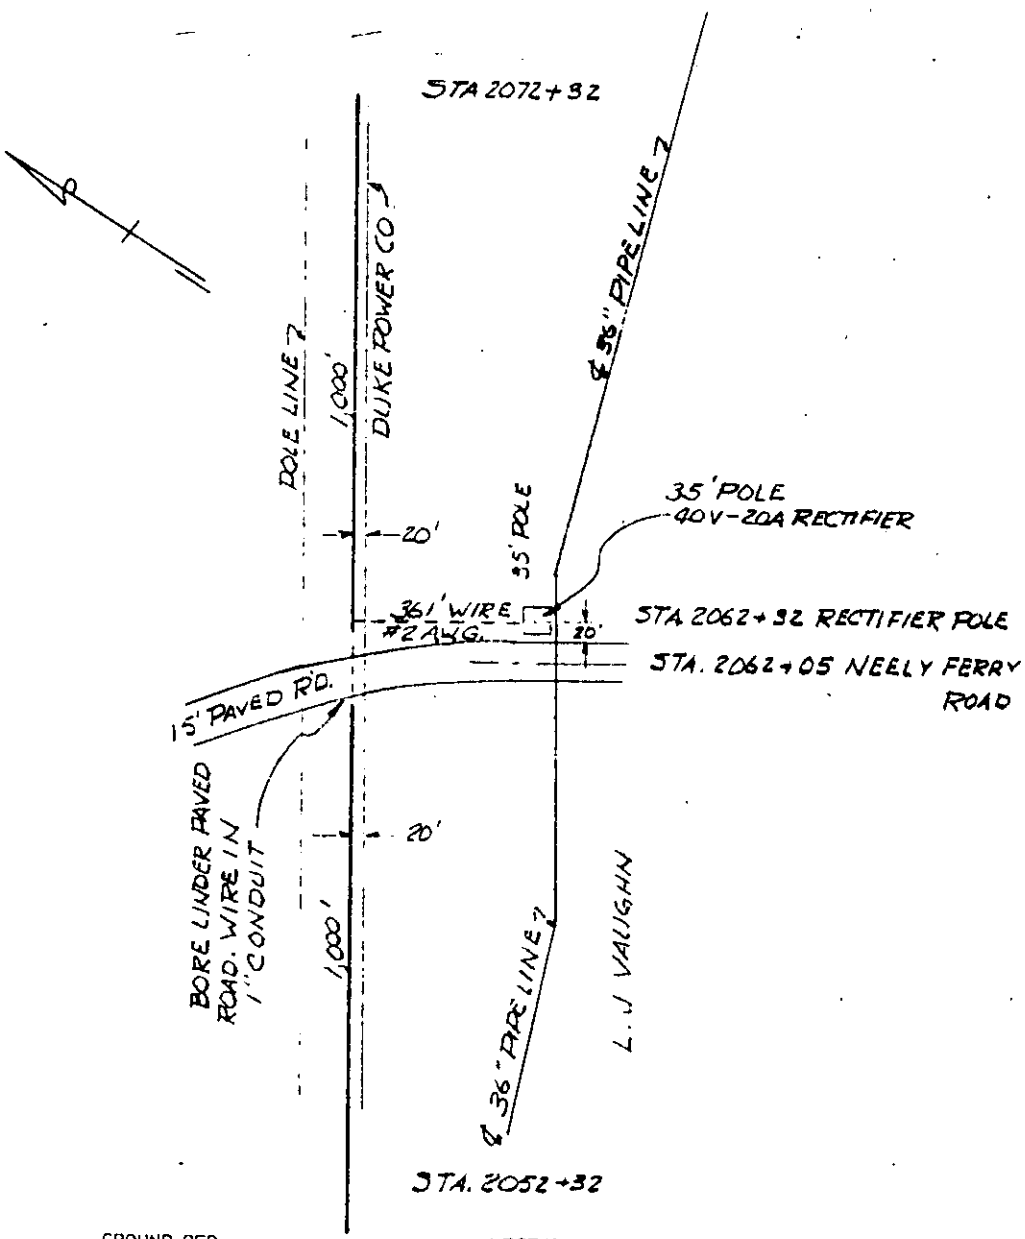 STA 2072+32
℄ 36" PIPELINE
DUKE POWER CO
POLE LINE
1,000'
20'
35' POLE
35' POLE
40V-20A RECTIFIER
361' WIRE
#2 AWG.
20'
STA 2062+32 RECTIFIER POLE
STA. 2062+05 NEELY FERRY
ROAD
15' PAVED RD.
BORE UNDER PAVED
ROAD. WIRE IN
1" CONDUIT
20'
1,000'
L. J VAUGHN
℄ 36" PIPELINE
STA. 2052+32
GROUND BED